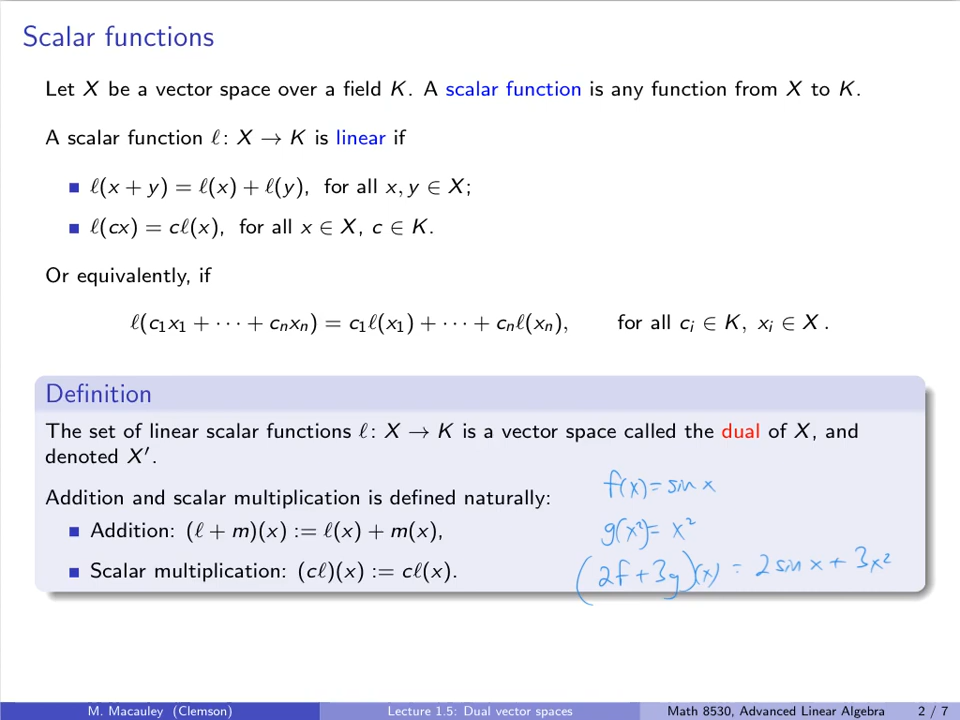 Scalar functions
Let X be a vector space over a field K. A scalar function is any function from X to K.
A scalar function ℓ: X → K is linear if
■ ℓ(x + y) = ℓ(x) + ℓ(y), for all x, y ∈ X;
■ ℓ(cx) = cℓ(x), for all x ∈ X, c ∈ K.
Or equivalently, if
ℓ(c₁x₁ + ··· + cₙxₙ) = c₁ℓ(x₁) + ··· + cₙℓ(xₙ), for all cᵢ ∈ K, xᵢ ∈ X .
Definition
The set of linear scalar functions ℓ: X → K is a vector space called the dual of X, and
denoted X′.
Addition and scalar multiplication is defined naturally:
f(x) = sin x
■ Addition: (ℓ + m)(x) := ℓ(x) + m(x),
g(x²) = x²
■ Scalar multiplication: (cℓ)(x) := cℓ(x).
(2f + 3g)(x) = 2 sin x + 3x²
M. Macauley (Clemson)
Lecture 1.5: Dual vector spaces
Math 8530, Advanced Linear Algebra
2 / 7